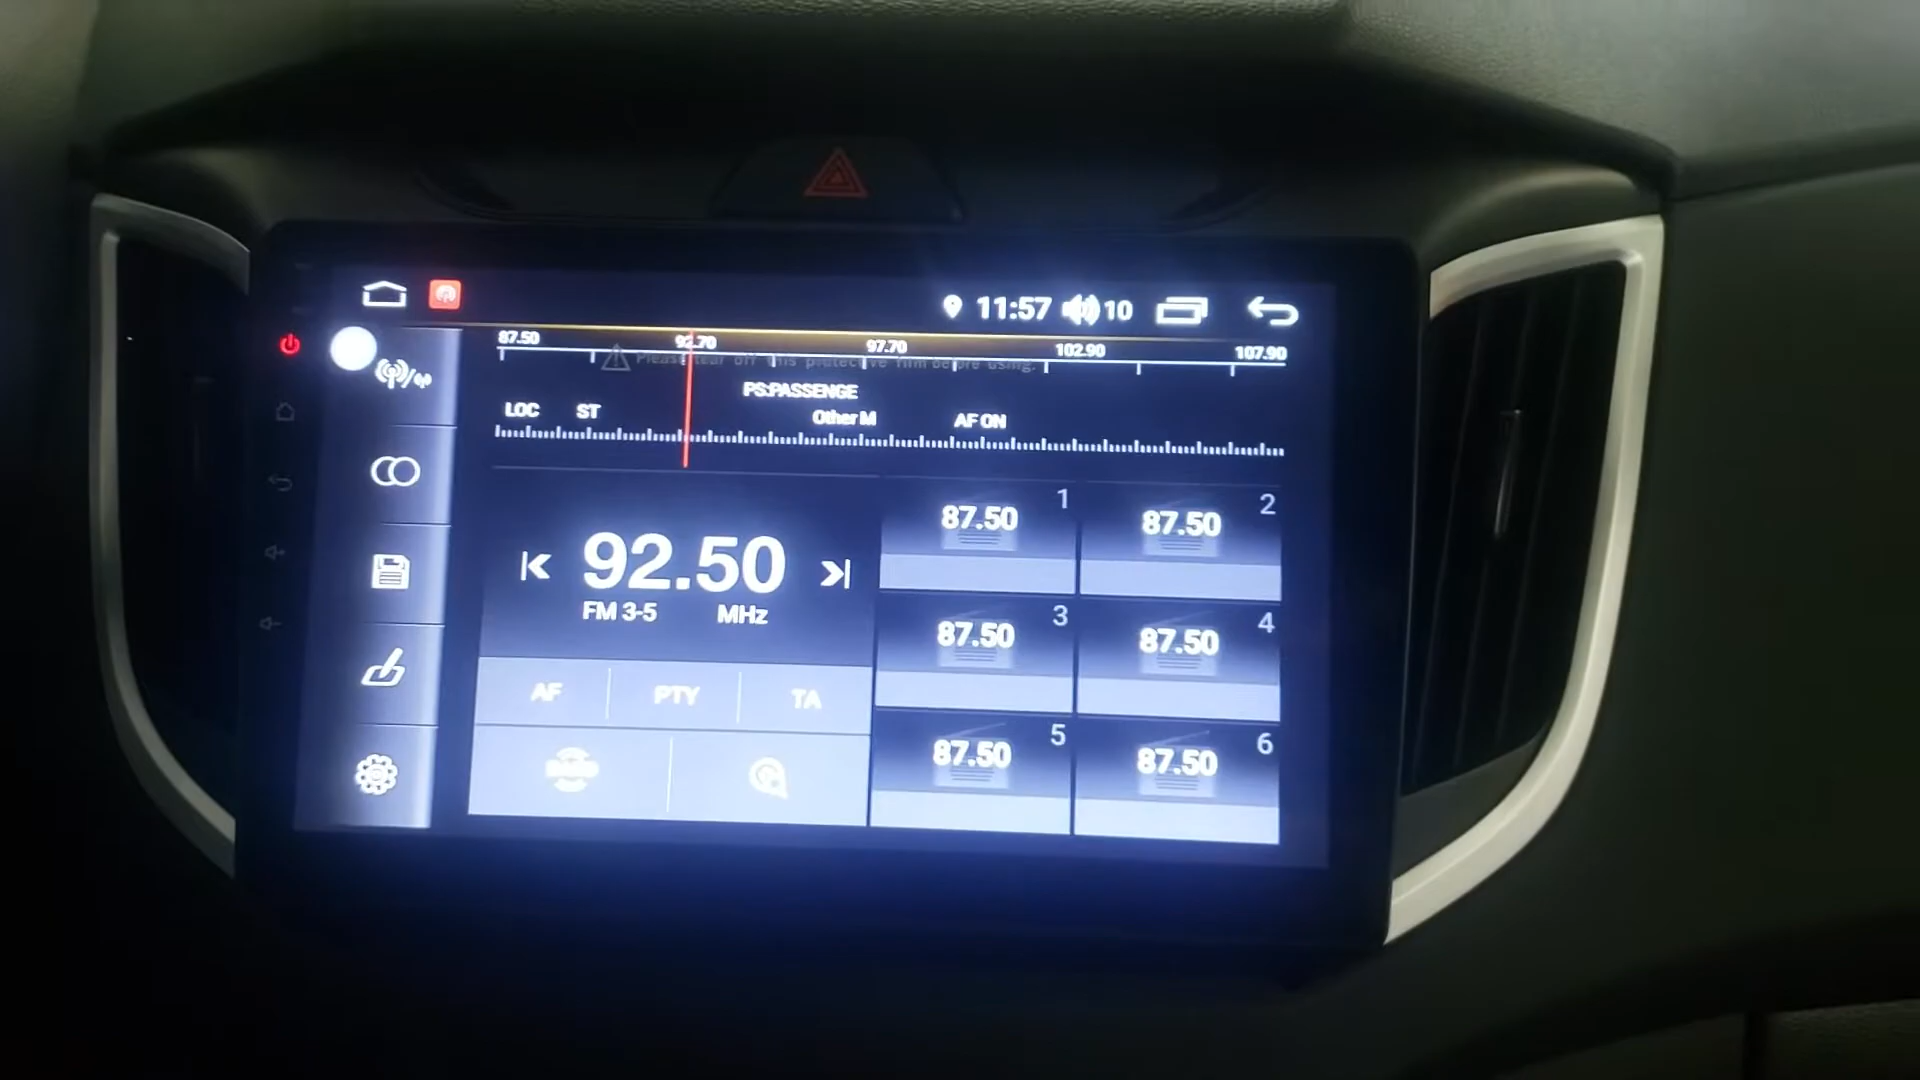 11:57 10
87.50 92.70 97.70 102.90 107.90
Please tear off this protective film before using.
PS:PASSENGE
LOC ST Other M AF ON
1 2
87.50 87.50
92.50
FM 3-5 MHz
3 4
87.50 87.50
AF PTY TA
5 6
87.50 87.50